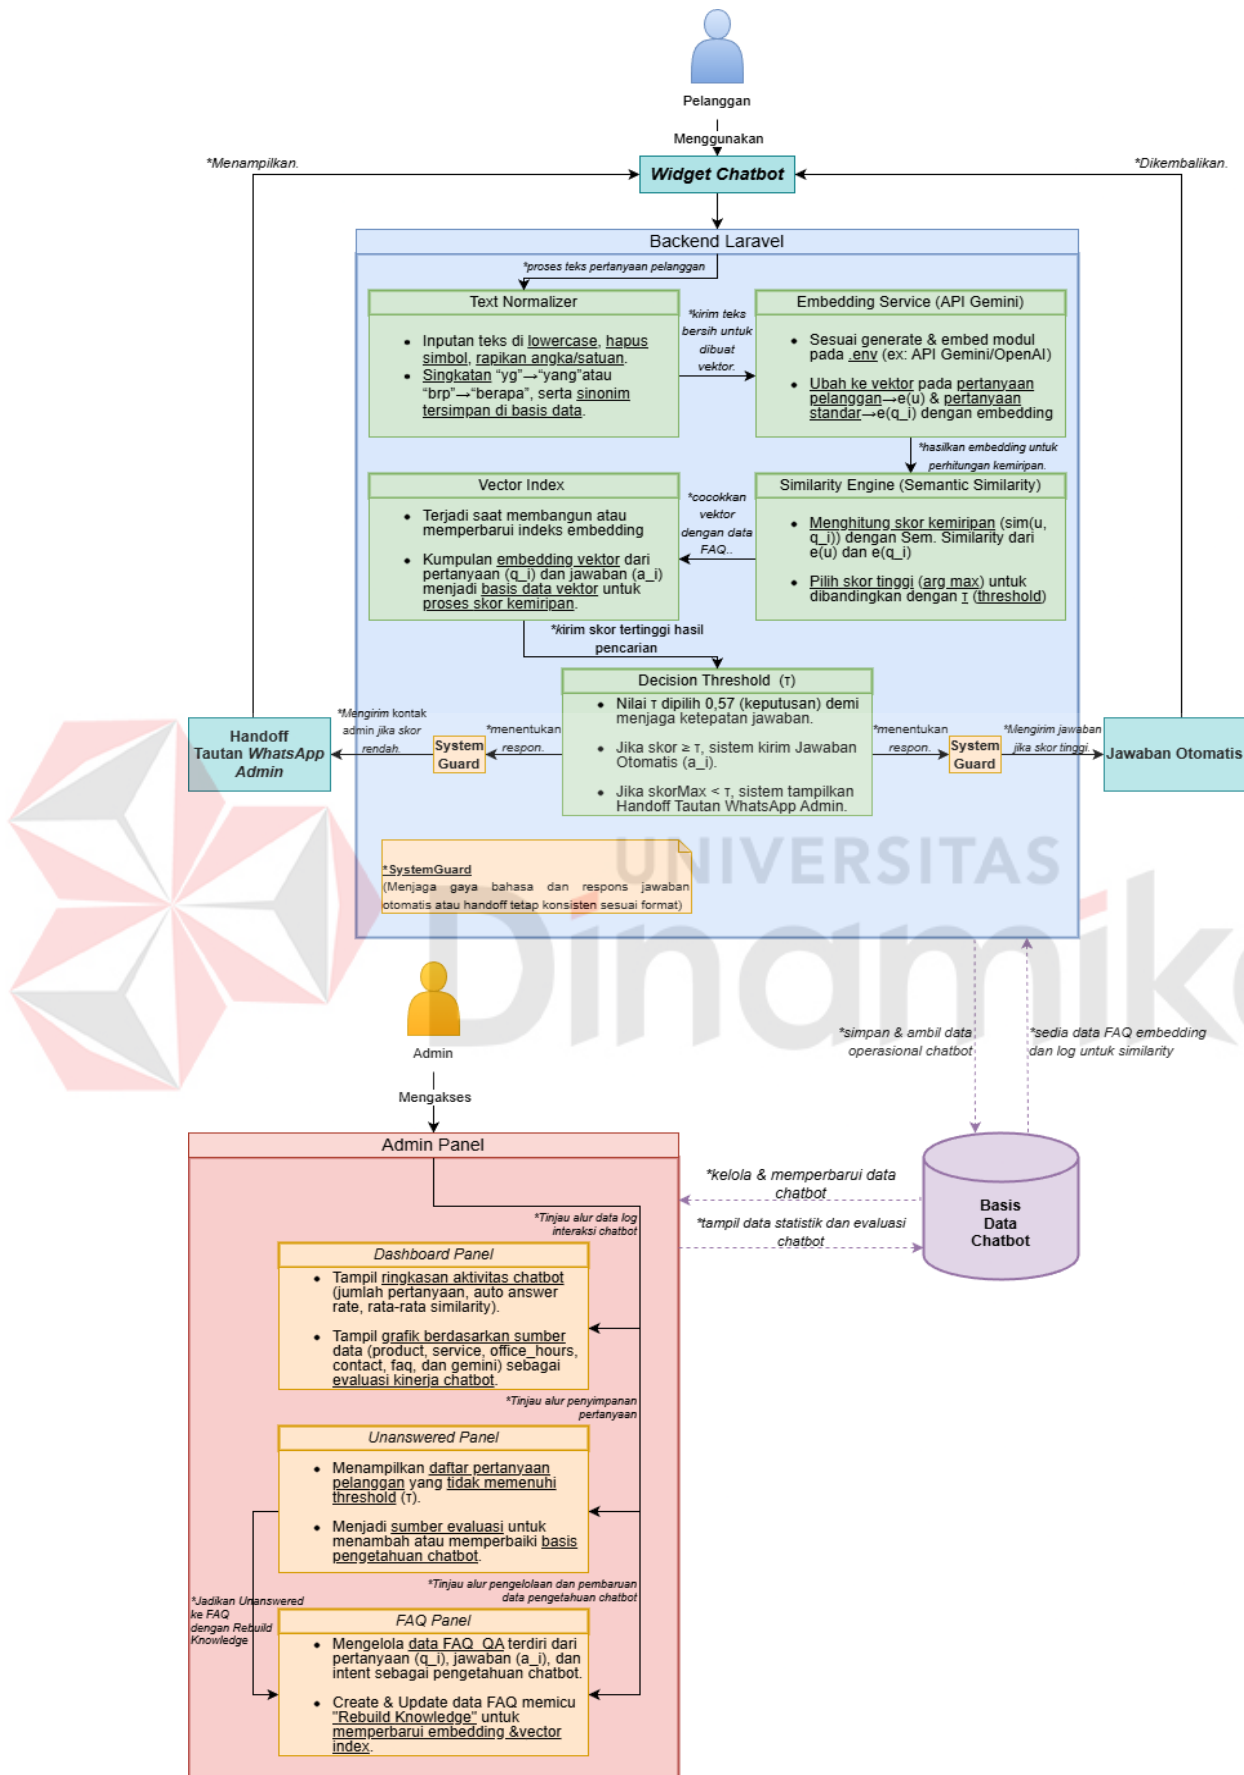 Pelanggan
Menggunakan
*Menampilkan.
Widget Chatbot
*Dikembalikan.
Backend Laravel
*proses teks pertanyaan pelanggan
Text Normalizer
• Inputan teks di lowercase, hapus
simbol, rapikan angka/satuan.
• Singkatan “yg”→“yang”atau
“brp”→“berapa”, serta sinonim
tersimpan di basis data.
*kirim teks
bersih untuk
dibuat
vektor.
Embedding Service (API Gemini)
• Sesuai generate & embed modul
pada .env (ex: API Gemini/OpenAI)
• Ubah ke vektor pada pertanyaan
pelanggan→e(u) & pertanyaan
standar→e(q_i) dengan embedding
*hasilkan embedding untuk
perhitungan kemiripan.
Vector Index
• Terjadi saat membangun atau
memperbarui indeks embedding
• Kumpulan embedding vektor dari
pertanyaan (q_i) dan jawaban (a_i)
menjadi basis data vektor untuk
proses skor kemiripan.
*cocokkan
vektor
dengan data
FAQ..
Similarity Engine (Semantic Similarity)
• Menghitung skor kemiripan (sim(u,
q_i)) dengan Sem. Similarity dari
e(u) dan e(q_i)
• Pilih skor tinggi (arg max) untuk
dibandingkan dengan τ (threshold)
*kirim skor tertinggi hasil
pencarian
Decision Threshold (τ)
• Nilai τ dipilih 0,57 (keputusan) demi
menjaga ketepatan jawaban.
• Jika skor ≥ τ, sistem kirim Jawaban
Otomatis (a_i).
• Jika skorMax < τ, sistem tampilkan
Handoff Tautan WhatsApp Admin.
Handoff
Tautan WhatsApp
Admin
*Mengirim kontak
admin jika skor
rendah.
System
Guard
*menentukan
respon.
*menentukan
respon.
System
Guard
*Mengirim jawaban
jika skor tinggi.
Jawaban Otomatis
*SystemGuard
(Menjaga gaya bahasa dan respons jawaban
otomatis atau handoff tetap konsisten sesuai format)
UNIVERSITAS
Dinamika
Admin
Mengakses
*simpan & ambil data
operasional chatbot
*sedia data FAQ embedding
dan log untuk similarity
Admin Panel
*kelola & memperbarui data
chatbot
*tampil data statistik dan evaluasi
chatbot
Basis
Data
Chatbot
*Tinjau alur data log
interaksi chatbot
Dashboard Panel
• Tampil ringkasan aktivitas chatbot
(jumlah pertanyaan, auto answer
rate, rata-rata similarity).
• Tampil grafik berdasarkan sumber
data (product, service, office_hours,
contact, faq, dan gemini) sebagai
evaluasi kinerja chatbot.
*Tinjau alur penyimpanan
pertanyaan
Unanswered Panel
• Menampilkan daftar pertanyaan
pelanggan yang tidak memenuhi
threshold (τ).
• Menjadi sumber evaluasi untuk
menambah atau memperbaiki basis
pengetahuan chatbot.
*Tinjau alur pengelolaan dan pembaruan
data pengetahuan chatbot
*Jadikan Unanswered
ke FAQ
dengan Rebuild
Knowledge
FAQ Panel
• Mengelola data FAQ_QA terdiri dari
pertanyaan (q_i), jawaban (a_i), dan
intent sebagai pengetahuan chatbot.
• Create & Update data FAQ memicu
"Rebuild Knowledge" untuk
memperbarui embedding &vector
index.